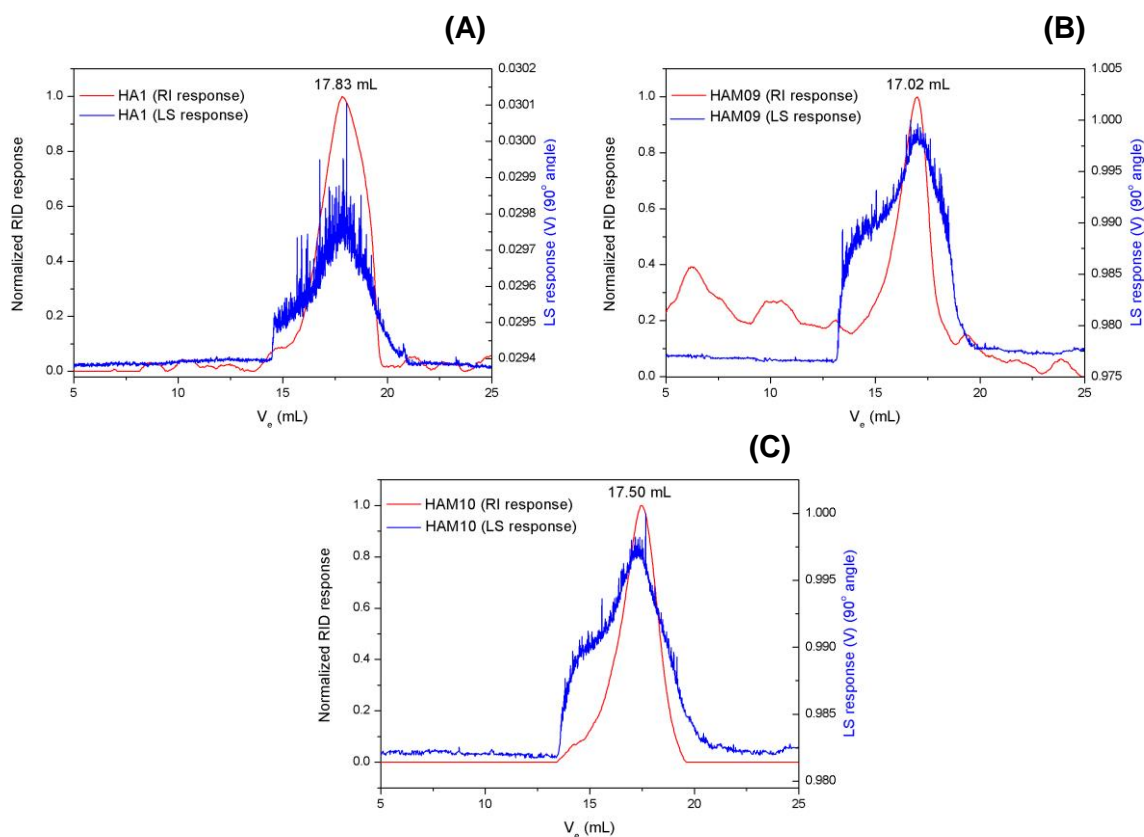 (A)
17.83 mL
HA1 (RI response)
HA1 (LS response)
Normalized RID response
1.0
0.8
0.6
0.4
0.2
0.0
0.0302
0.0301
0.0300
0.0299
0.0298
0.0297
0.0296
0.0295
0.0294
LS response (V) (90° angle)
5 10 15 20 25
Ve (mL)
(B)
17.02 mL
HAM09 (RI response)
HAM09 (LS response)
Normalized RID response
1.0
0.8
0.6
0.4
0.2
0.0
1.005
1.000
0.995
0.990
0.985
0.980
0.975
LS response (V) (90° angle)
5 10 15 20 25
Ve (mL)
(C)
17.50 mL
HAM10 (RI response)
HAM10 (LS response)
Normalized RID response
1.0
0.8
0.6
0.4
0.2
0.0
1.000
0.995
0.990
0.985
0.980
LS response (V) (90° angle)
5 10 15 20 25
Ve (mL)